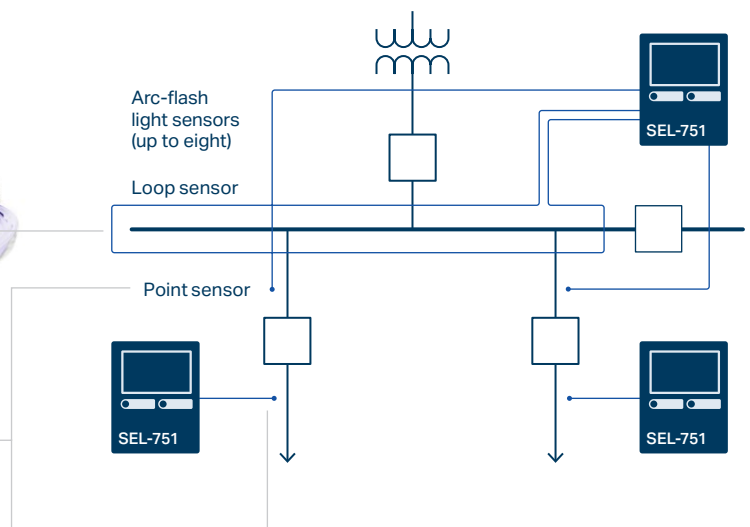 Arc-flash
light sensors
(up to eight)
SEL-751
Loop sensor
Point sensor
SEL-751
SEL-751